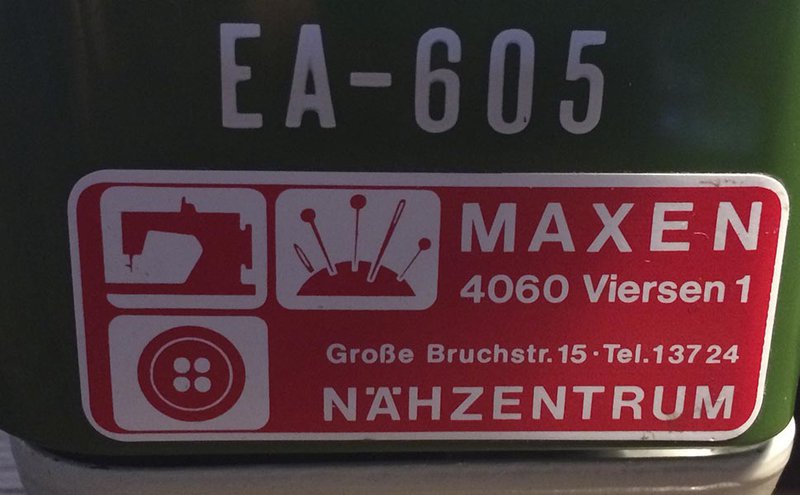 EA-605
MAXEN
4060 Viersen 1
Große Bruchstr. 15 · Tel. 13724
NÄHZENTRUM